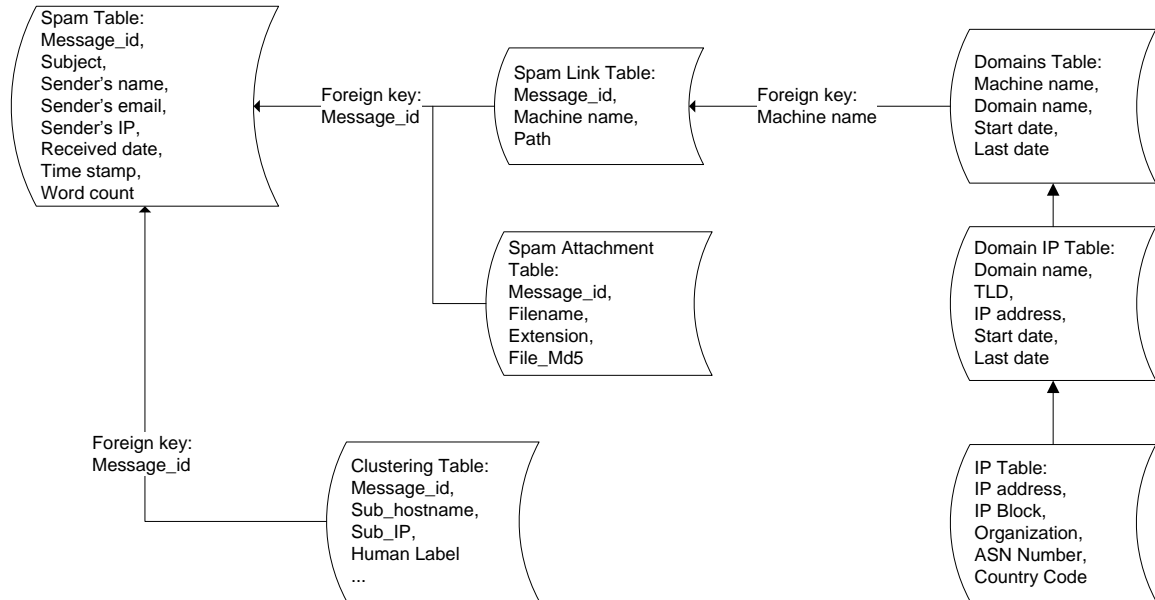 Spam Table:
Message_id,
Subject,
Sender’s name,
Sender’s email,
Sender’s IP,
Received date,
Time stamp,
Word count
Foreign key:
Message_id
Spam Link Table:
Message_id,
Machine name,
Path
Foreign key:
Machine name
Domains Table:
Machine name,
Domain name,
Start date,
Last date
Spam Attachment
Table:
Message_id,
Filename,
Extension,
File_Md5
Domain IP Table:
Domain name,
TLD,
IP address,
Start date,
Last date
Foreign key:
Message_id
Clustering Table:
Message_id,
Sub_hostname,
Sub_IP,
Human Label
...
IP Table:
IP address,
IP Block,
Organization,
ASN Number,
Country Code